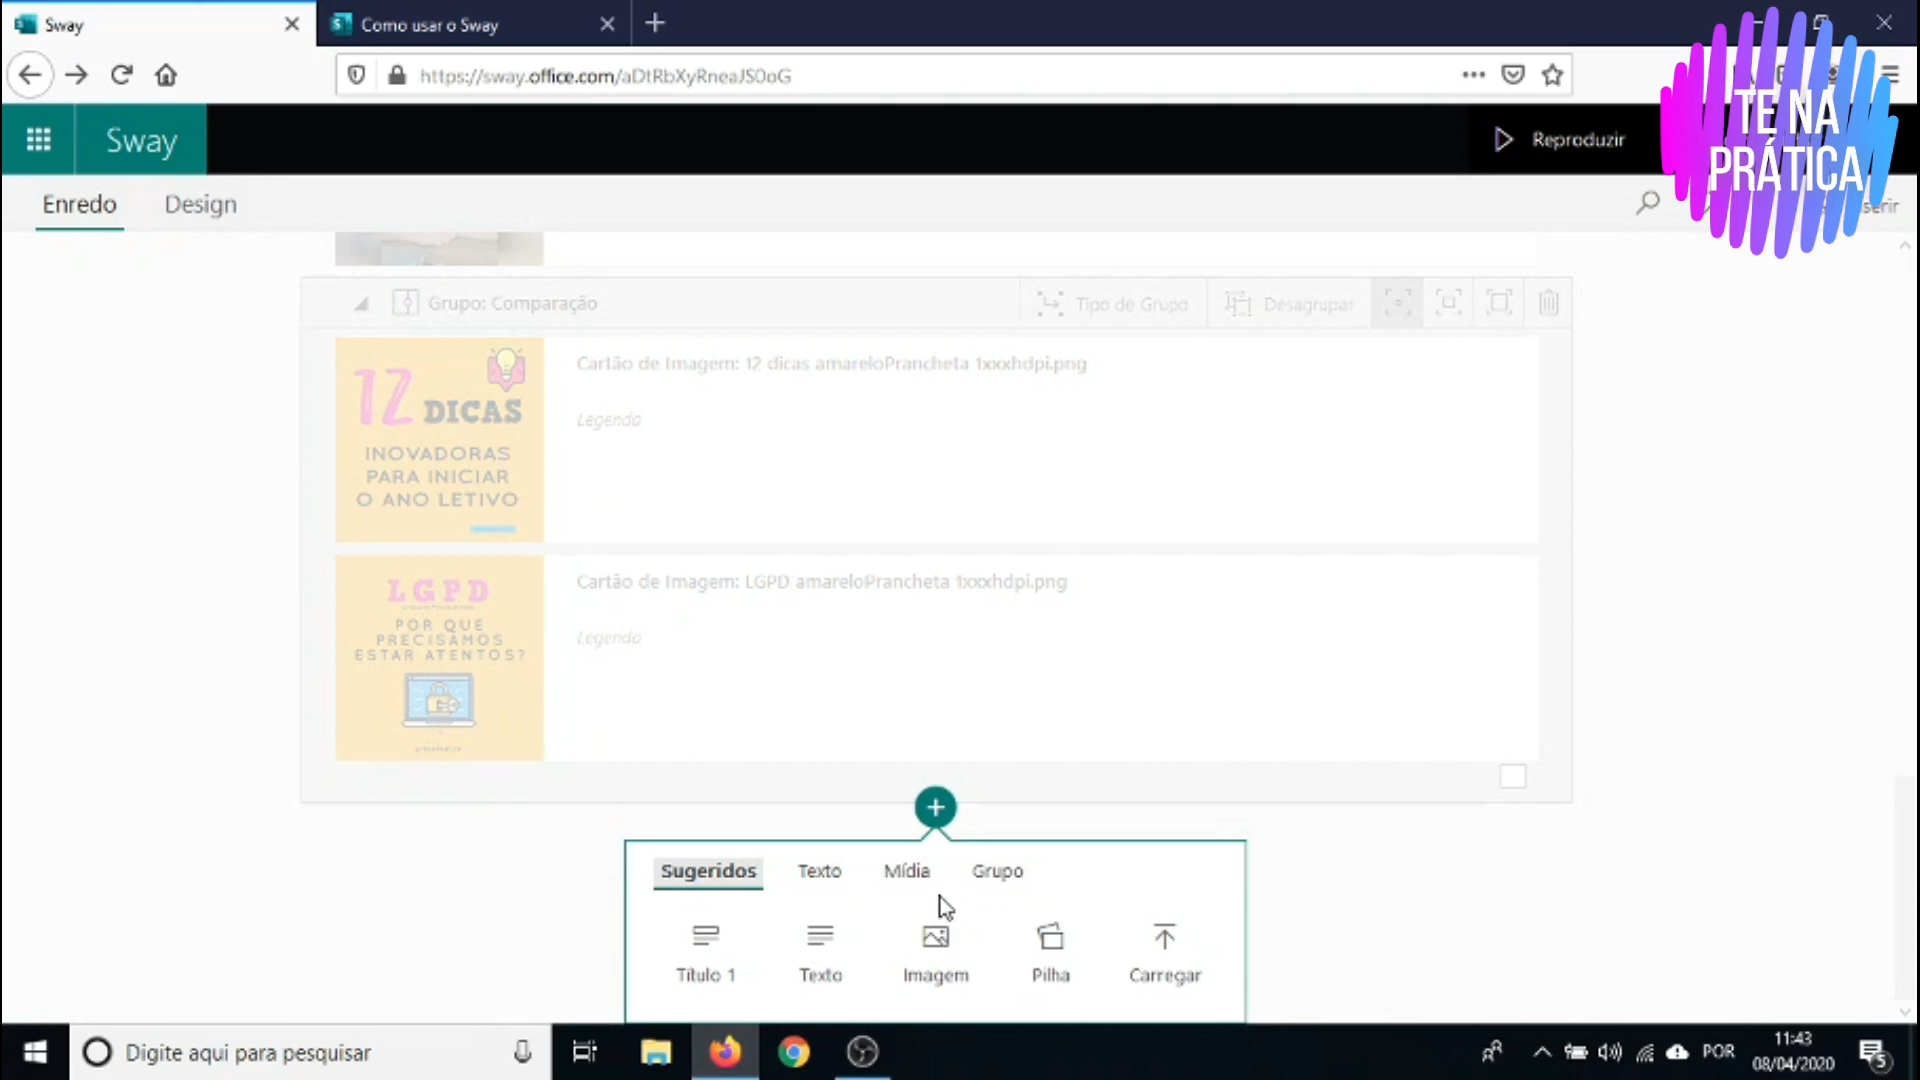 Sway
Como usar o Sway
https://sway.office.com/aDtRbXyRneaJS0oG
Sway
Reproduzir
TE NA
PRÁTICA
Enredo
Design
serir
Grupo: Comparação
Tipo de Grupo
Desagrupar
12
DICAS
INOVADORAS
PARA INICIAR
O ANO LETIVO
Cartão de Imagem: 12 dicas amareloPrancheta 1xxxhdpi.png
Legenda
LGPD
POR QUE
PRECISAMOS
ESTAR ATENTOS?
Cartão de Imagem: LGPD amareloPrancheta 1xxxhdpi.png
Legenda
Sugeridos
Texto
Mídia
Grupo
Título 1
Texto
Imagem
Pilha
Carregar
Digite aqui para pesquisar
POR
11:43
08/04/2020
5